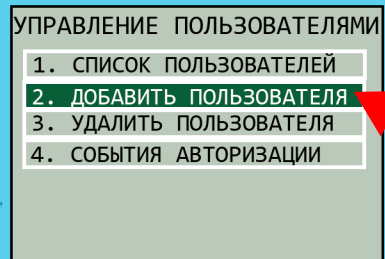 УПРАВЛЕНИЕ ПОЛЬЗОВАТЕЛЯМИ
1. СПИСОК ПОЛЬЗОВАТЕЛЕЙ
2. ДОБАВИТЬ ПОЛЬЗОВАТЕЛЯ
3. УДАЛИТЬ ПОЛЬЗОВАТЕЛЯ
4. СОБЫТИЯ АВТОРИЗАЦИИ